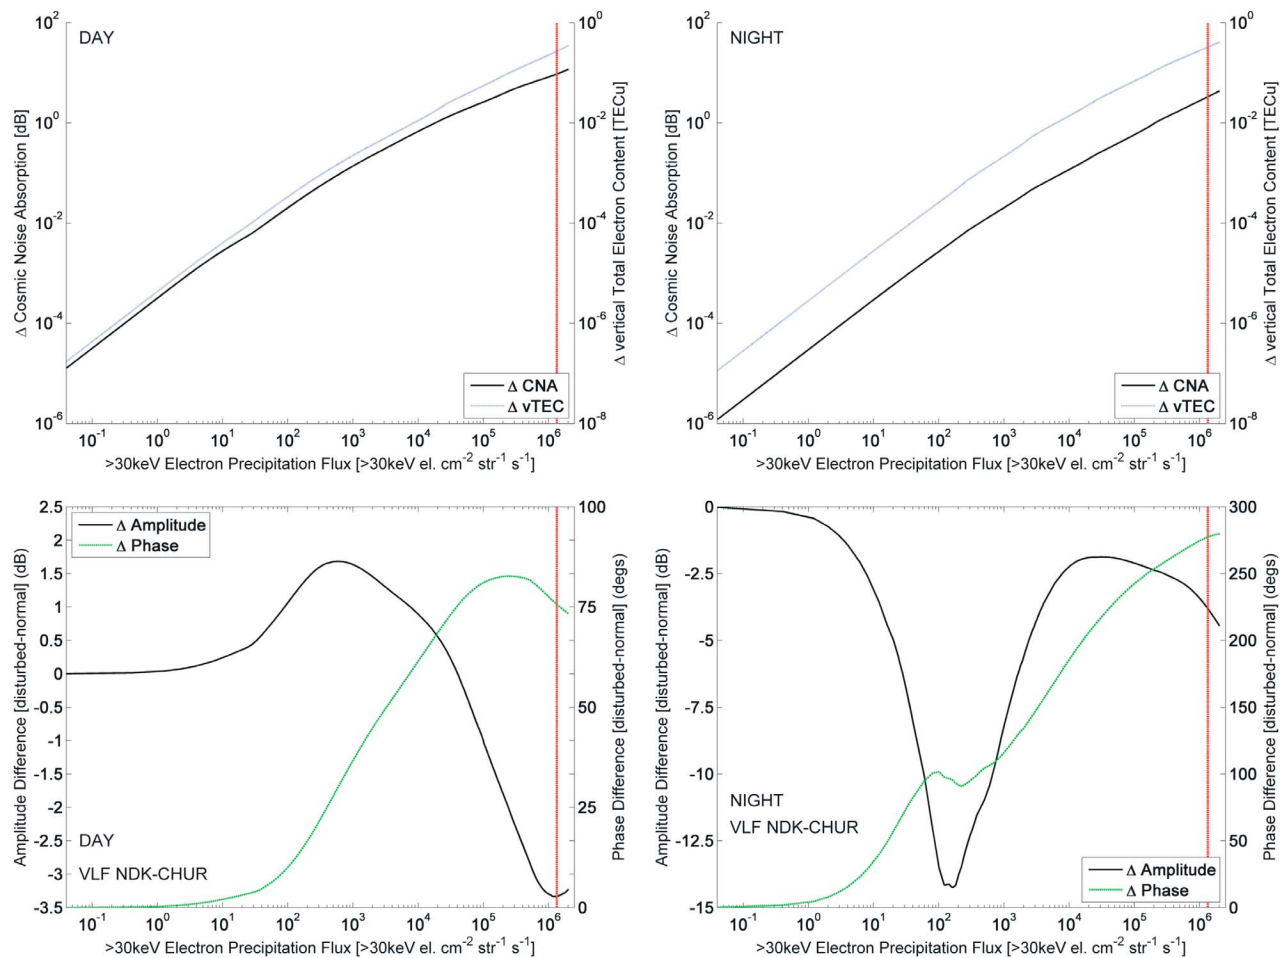 DAY
Δ Cosmic Noise Absorption [dB]
10^2
10^0
10^-2
10^-4
10^-6
10^0
10^-2
10^-4
10^-6
10^-8
Δ vertical Total Electron Content [TECu]
Δ CNA
Δ vTEC
10^-1 10^0 10^1 10^2 10^3 10^4 10^5 10^6
>30keV Electron Precipitation Flux [>30keV el. cm^-2 str^-1 s^-1]
NIGHT
Δ Cosmic Noise Absorption [dB]
10^2
10^0
10^-2
10^-4
10^-6
10^0
10^-2
10^-4
10^-6
10^-8
Δ vertical Total Electron Content [TECu]
Δ CNA
Δ vTEC
10^-1 10^0 10^1 10^2 10^3 10^4 10^5 10^6
>30keV Electron Precipitation Flux [>30keV el. cm^-2 str^-1 s^-1]
Δ Amplitude
Δ Phase
Amplitude Difference [disturbed-normal] (dB)
2.5
2
1.5
1
0.5
0
-0.5
-1
-1.5
-2
-2.5
-3
-3.5
100
75
50
25
0
Phase Difference [disturbed-normal] (degs)
DAY
VLF NDK-CHUR
10^-1 10^0 10^1 10^2 10^3 10^4 10^5 10^6
>30keV Electron Precipitation Flux [>30keV el. cm^-2 str^-1 s^-1]
Amplitude Difference [disturbed-normal] (dB)
0
-2.5
-5
-7.5
-10
-12.5
-15
300
250
200
150
100
50
0
Phase Difference [disturbed-normal] (degs)
NIGHT
VLF NDK-CHUR
Δ Amplitude
Δ Phase
10^-1 10^0 10^1 10^2 10^3 10^4 10^5 10^6
>30keV Electron Precipitation Flux [>30keV el. cm^-2 str^-1 s^-1]